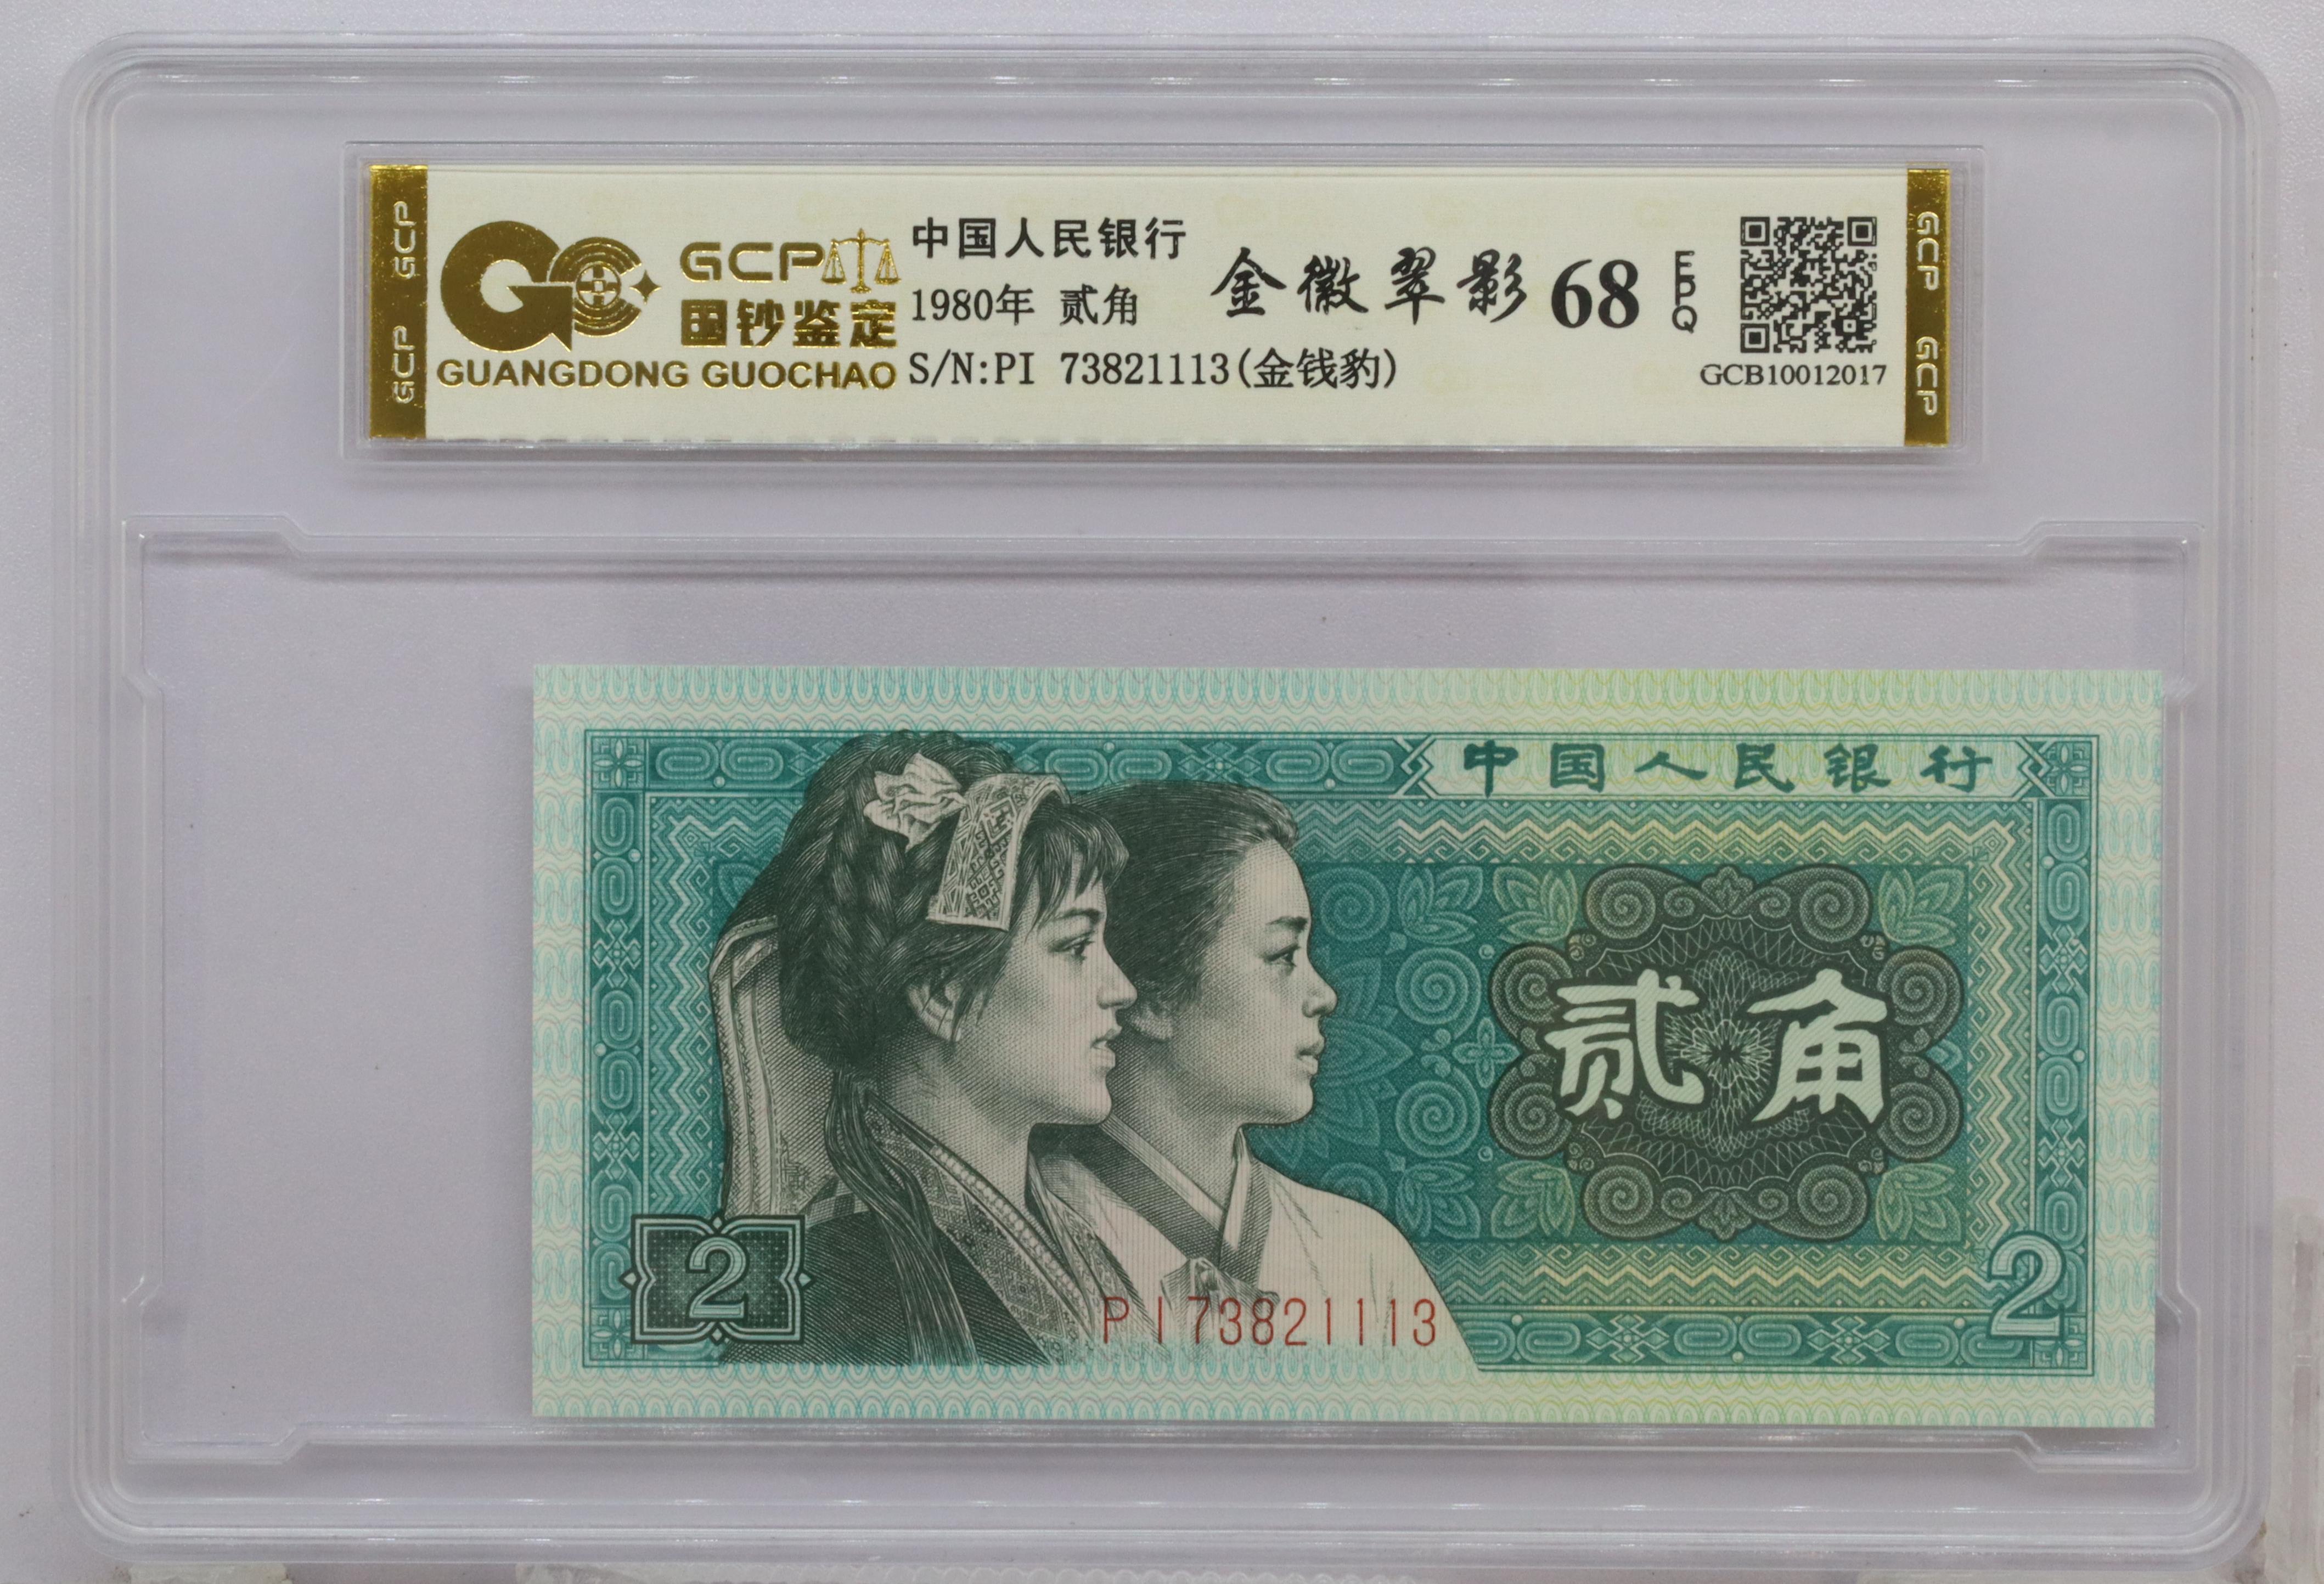 GCP GCP
GCP
国钞鉴定
GUANGDONG GUOCHAO
中国人民银行
1980年 贰角
S/N:PI 73821113(金钱豹)
金徽翠影
68
EPQ
GCB10012017
GCP GCP
中国人民银行
贰角
2
PI73821113
2